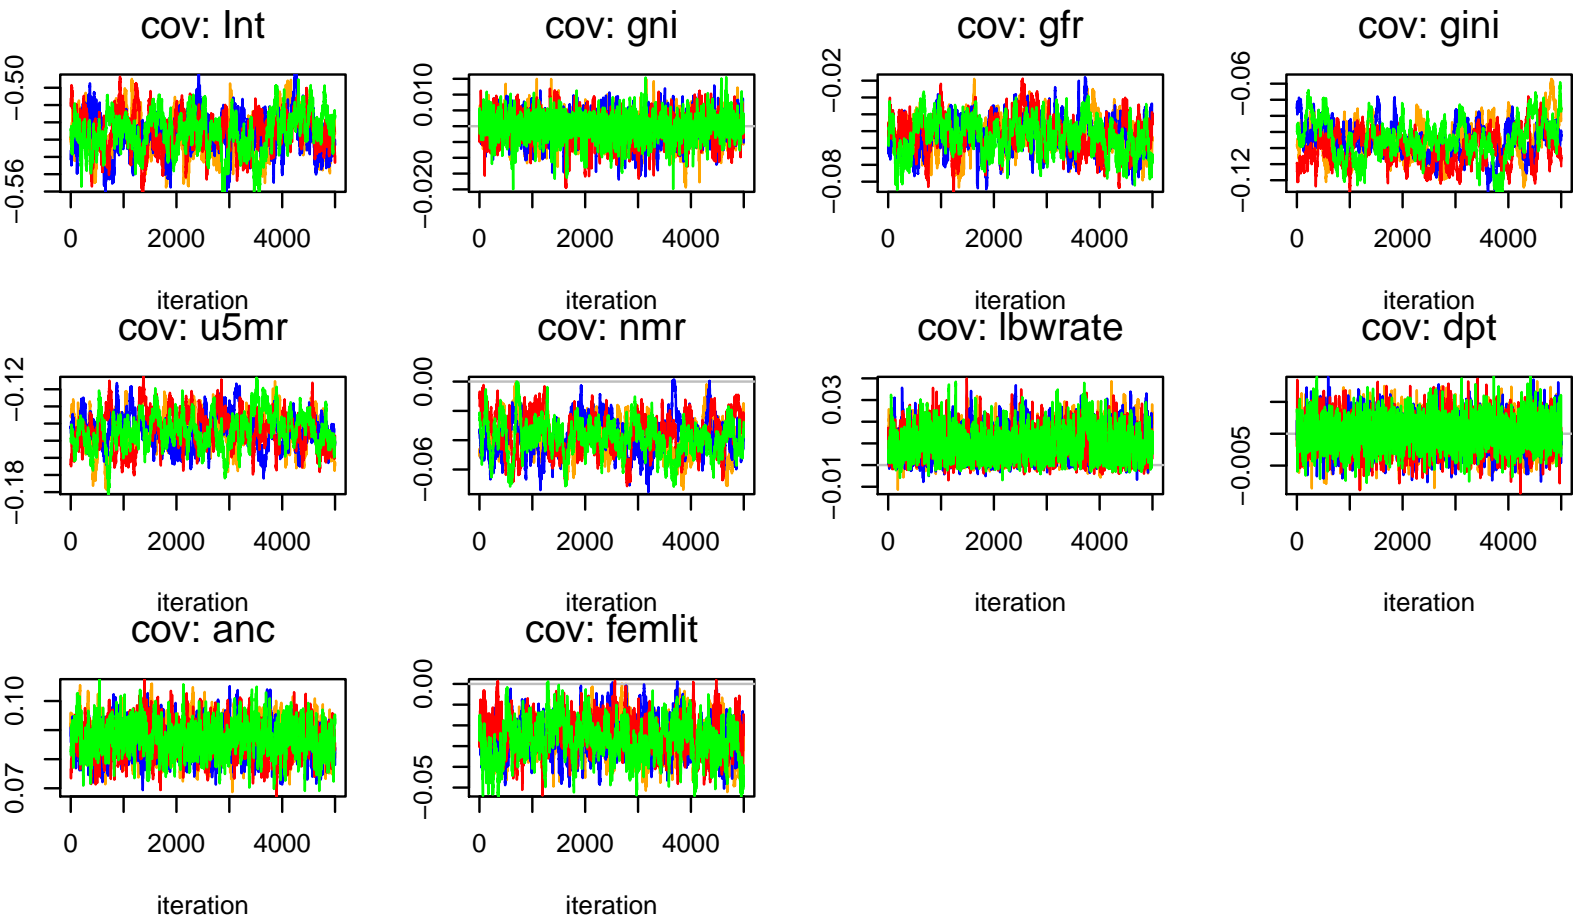 cov: Int
−0.50
−0.56
0 2000 4000
iteration
cov: gni
0.010
−0.020
0 2000 4000
iteration
cov: gfr
−0.02
−0.08
0 2000 4000
iteration
cov: gini
−0.06
−0.12
0 2000 4000
iteration
cov: u5mr
−0.12
−0.18
0 2000 4000
iteration
cov: nmr
0.00
−0.06
0 2000 4000
iteration
cov: lbwrate
0.03
−0.01
0 2000 4000
iteration
cov: dpt
−0.005
0 2000 4000
iteration
cov: anc
0.10
0.07
0 2000 4000
iteration
cov: femlit
0.00
−0.05
0 2000 4000
iteration